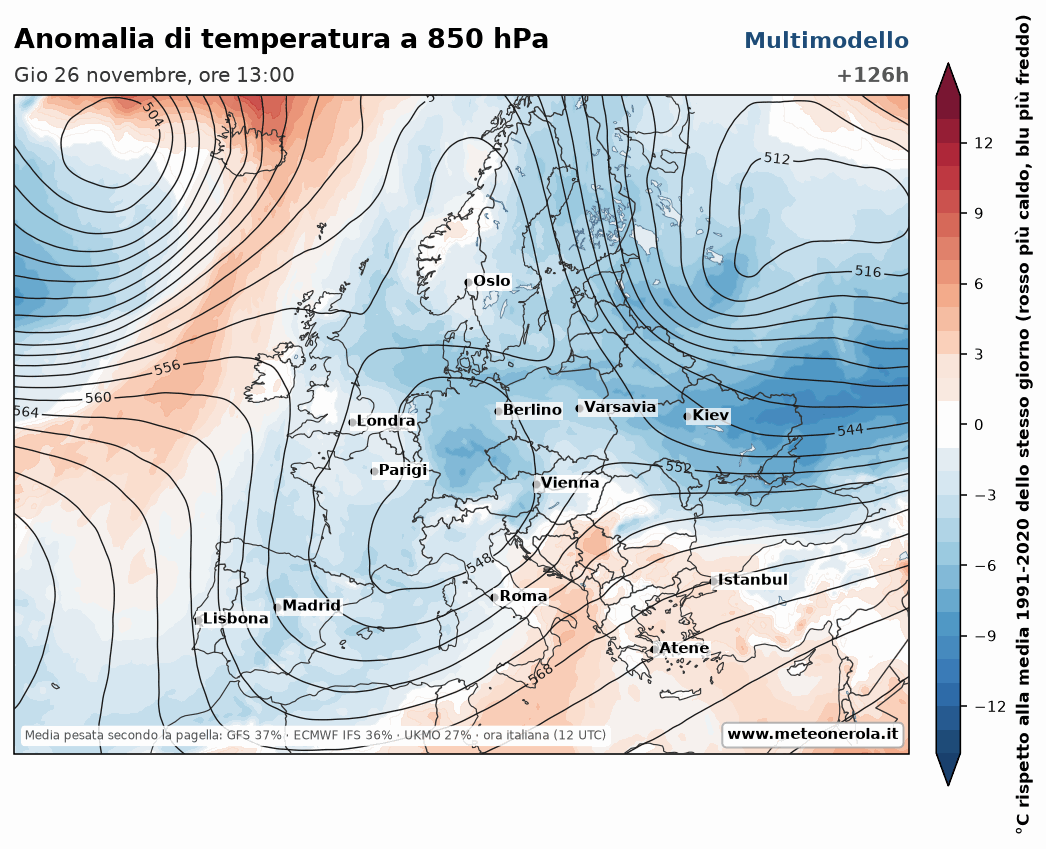 Anomalia di temperatura a 850 hPa
Multimodello
Gio 26 novembre, ore 13:00
+126h
504
512
516
556
560
564
544
552
548
568
Oslo
Berlino
Varsavia
Kiev
Londra
Parigi
Vienna
Istanbul
Roma
Madrid
Lisbona
Atene
Media pesata secondo la pagella: GFS 37% · ECMWF IFS 36% · UKMO 27% · ora italiana (12 UTC)
www.meteonerola.it
12
9
6
3
0
−3
−6
−9
−12
°C rispetto alla media 1991-2020 dello stesso giorno (rosso più caldo, blu più freddo)